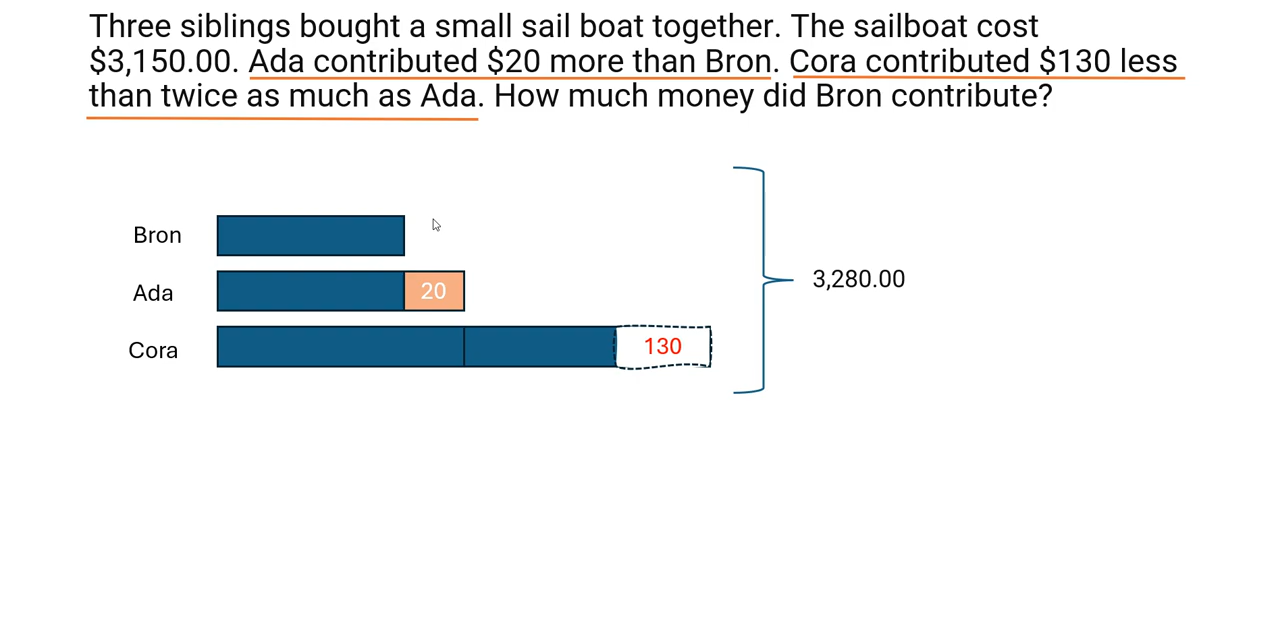 Three siblings bought a small sail boat together. The sailboat cost
$3,150.00. Ada contributed $20 more than Bron. Cora contributed $130 less
than twice as much as Ada. How much money did Bron contribute?
Bron
Ada 20
Cora 130
3,280.00